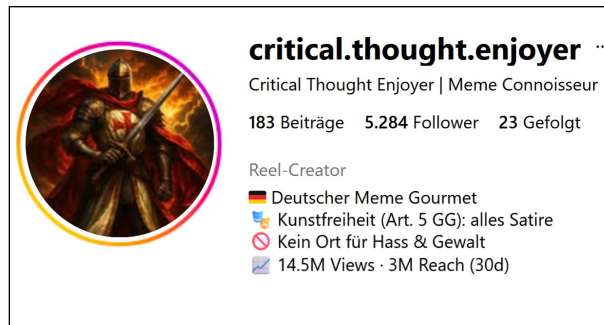 critical.thought.enjoyer ..
Critical Thought Enjoyer | Meme Connoisseur
183 Beiträge 5.284 Follower 23 Gefolgt
Reel-Creator
🇩🇪 Deutscher Meme Gourmet
🎭 Kunstfreiheit (Art. 5 GG): alles Satire
🚫 Kein Ort für Hass & Gewalt
📈 14.5M Views · 3M Reach (30d)